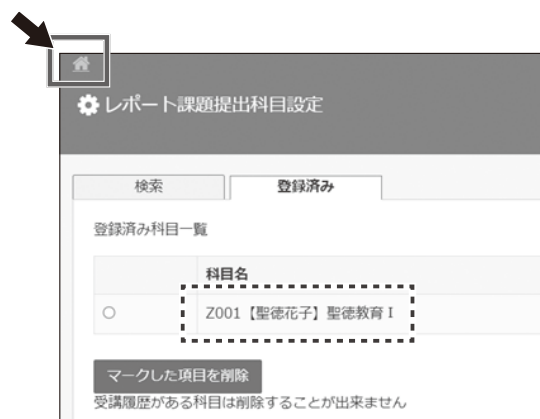 レポート課題提出科目設定
検索
登録済み
登録済み科目一覧
科目名
Z001【聖徳花子】聖徳教育Ⅰ
マークした項目を削除
受講履歴がある科目は削除することが出来ません